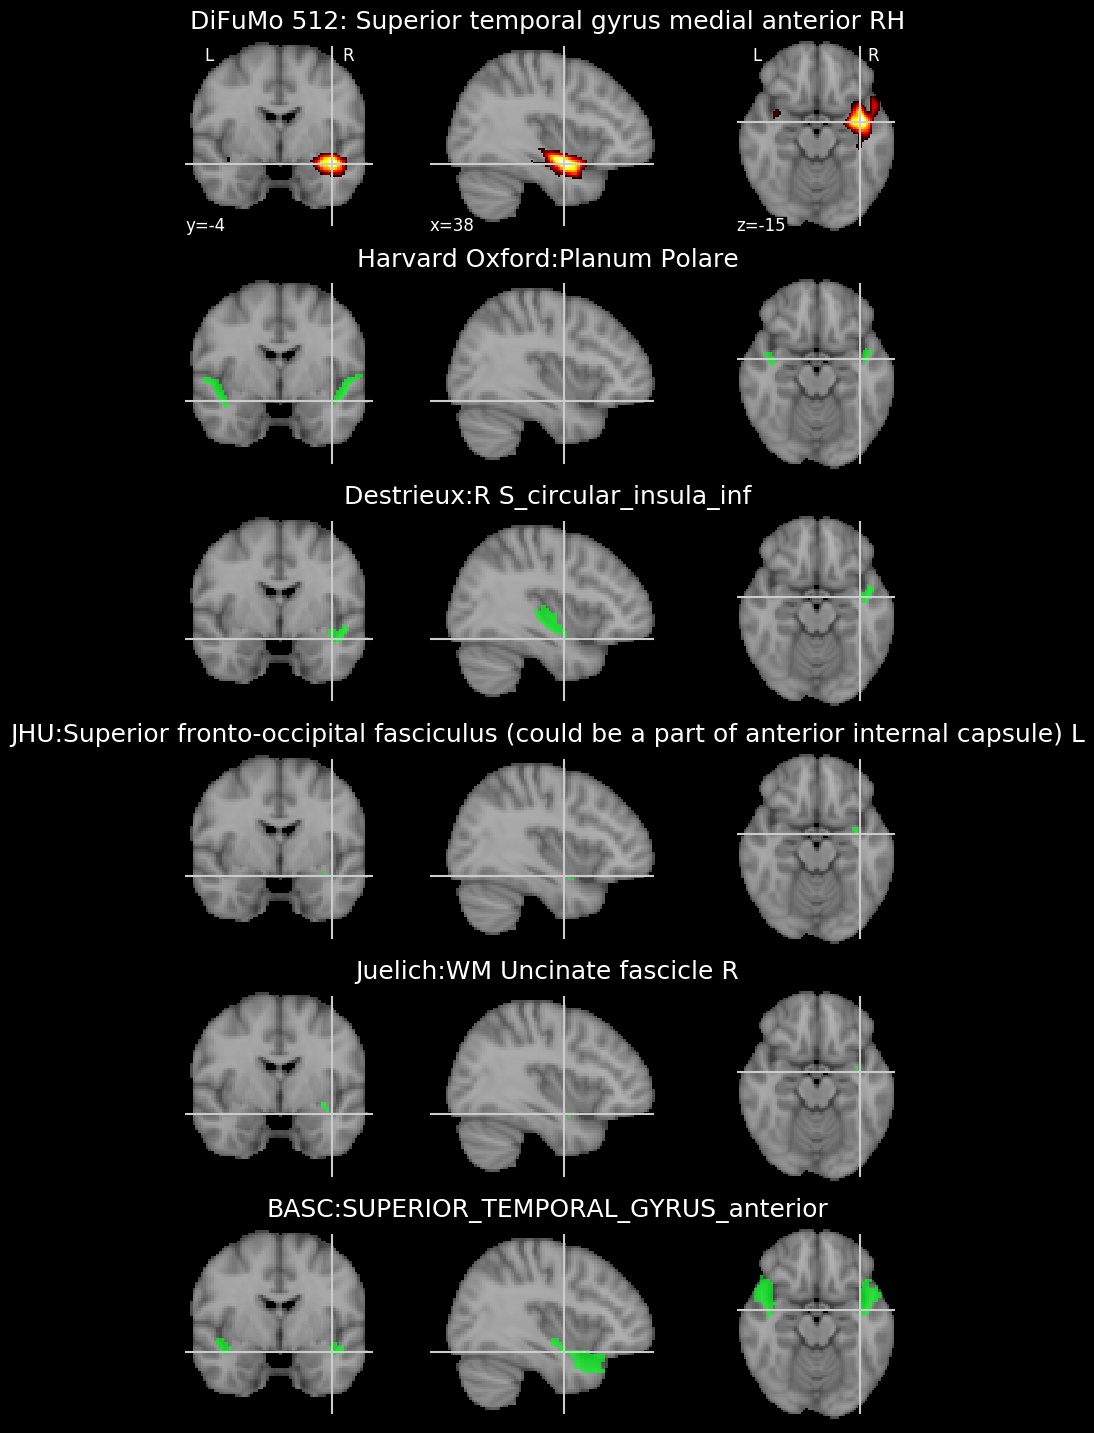 DiFuMo 512: Superior temporal gyrus medial anterior RH
L R L R
y=-4 x=38 z=-15
Harvard Oxford:Planum Polare
Destrieux:R S_circular_insula_inf
JHU:Superior fronto-occipital fasciculus (could be a part of anterior internal capsule) L
Juelich:WM Uncinate fascicle R
BASC:SUPERIOR_TEMPORAL_GYRUS_anterior